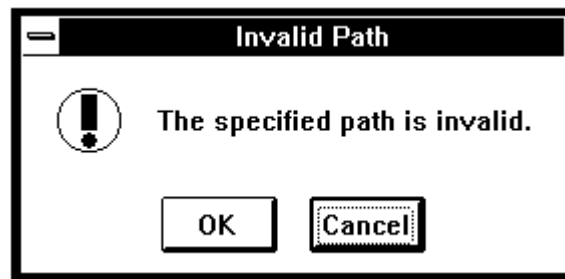 Invalid Path
The specified path is invalid.
OK Cancel